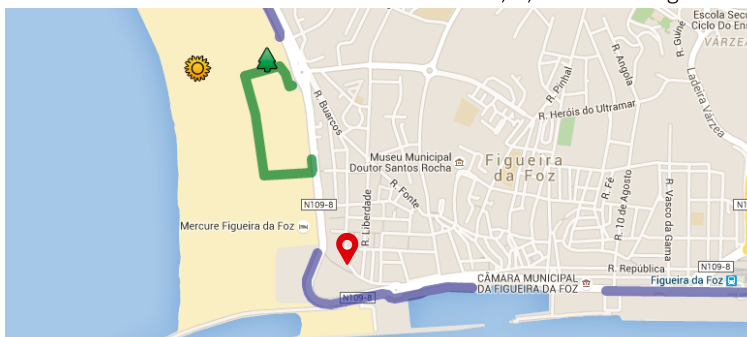 Escola Secu
Ciclo Do Ens
VÁRZEA
R. Guiné
R. Angola
Ladeira Várzea
R. Pinhal
R. Heróis do Ultramar
R. Buarcos
Museu Municipal
Doutor Santos Rocha
Figueira
da Foz
R. Fonte
R. Fé
R. 10 de Agosto
R. Vasco da Gama
R. Liberdade
N109-8
N1
Mercure Figueira da Foz
R. República
N109-8
CÂMARA MUNICIPAL
DA FIGUEIRA DA FOZ
Figueira da Foz
N109-8